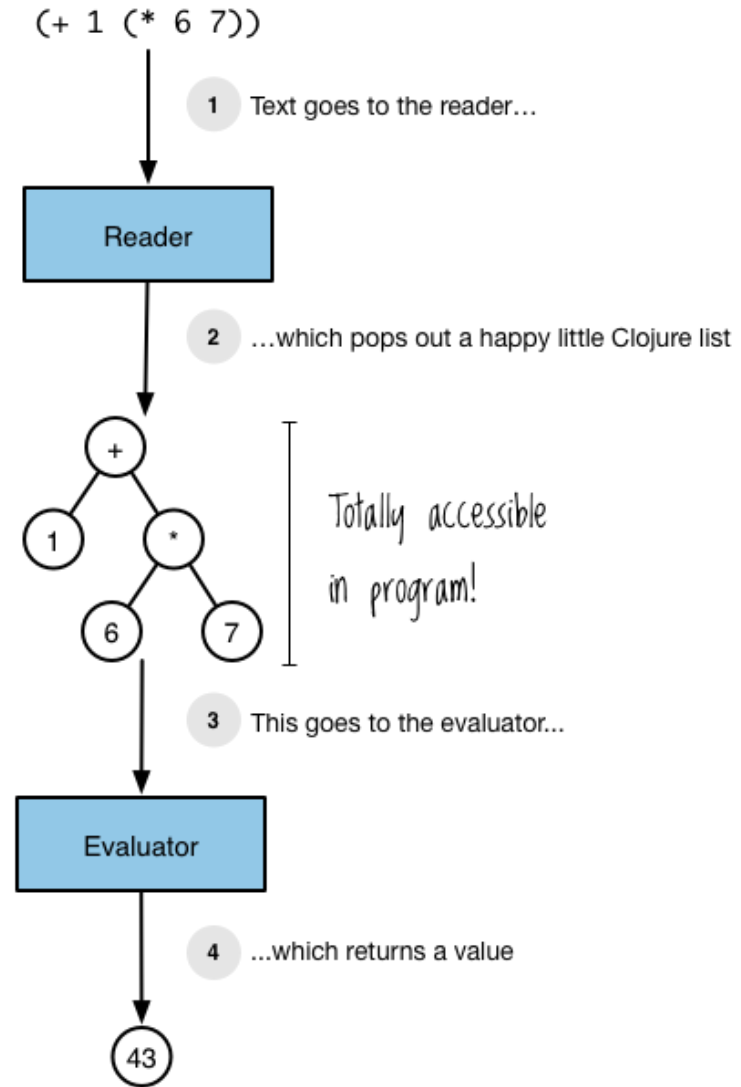 (+ 1 (* 6 7))
1 Text goes to the reader…
Reader
2 …which pops out a happy little Clojure list
+
1 *
6 7
Totally accessible
in program!
3 This goes to the evaluator...
Evaluator
4 ...which returns a value
43